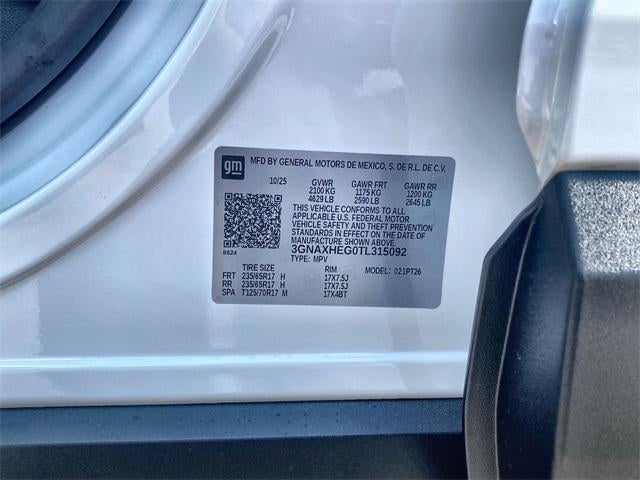 gm MFD BY GENERAL MOTORS DE MEXICO, S. DE R.L. DE C.V.
10/25 GVWR GAWR FRT GAWR RR
2100 KG 1175 KG 1200 KG
4629 LB 2590 LB 2645 LB
THIS VEHICLE CONFORMS TO ALL
APPLICABLE U.S. FEDERAL MOTOR
VEHICLE SAFETY AND THEFT
PREVENTION STANDARDS IN
EFFECT ON THE DATE OF
MANUFACTURE SHOWN ABOVE.
8624 3GNAXHEG0TL315092
TYPE: MPV
TIRE SIZE RIM MODEL: 021PT26
FRT 235/65R17 H 17X7.5J
RR 235/65R17 H 17X7.5J
SPA T125/70R17 M 17X4BT